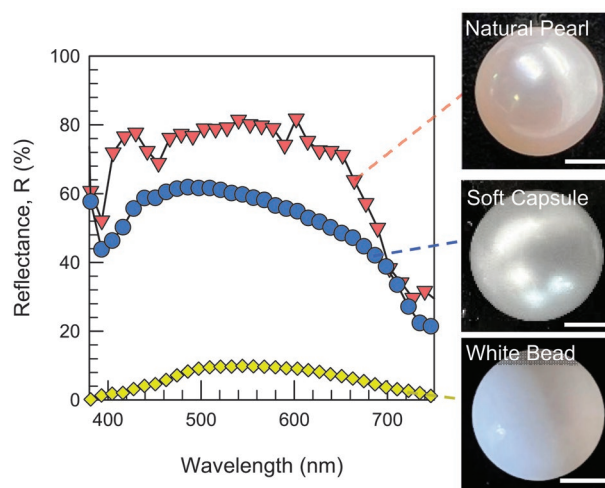 Natural Pearl
Soft Capsule
White Bead
100
80
60
40
20
0
400
500
600
700
Reflectance, R (%)
Wavelength (nm)